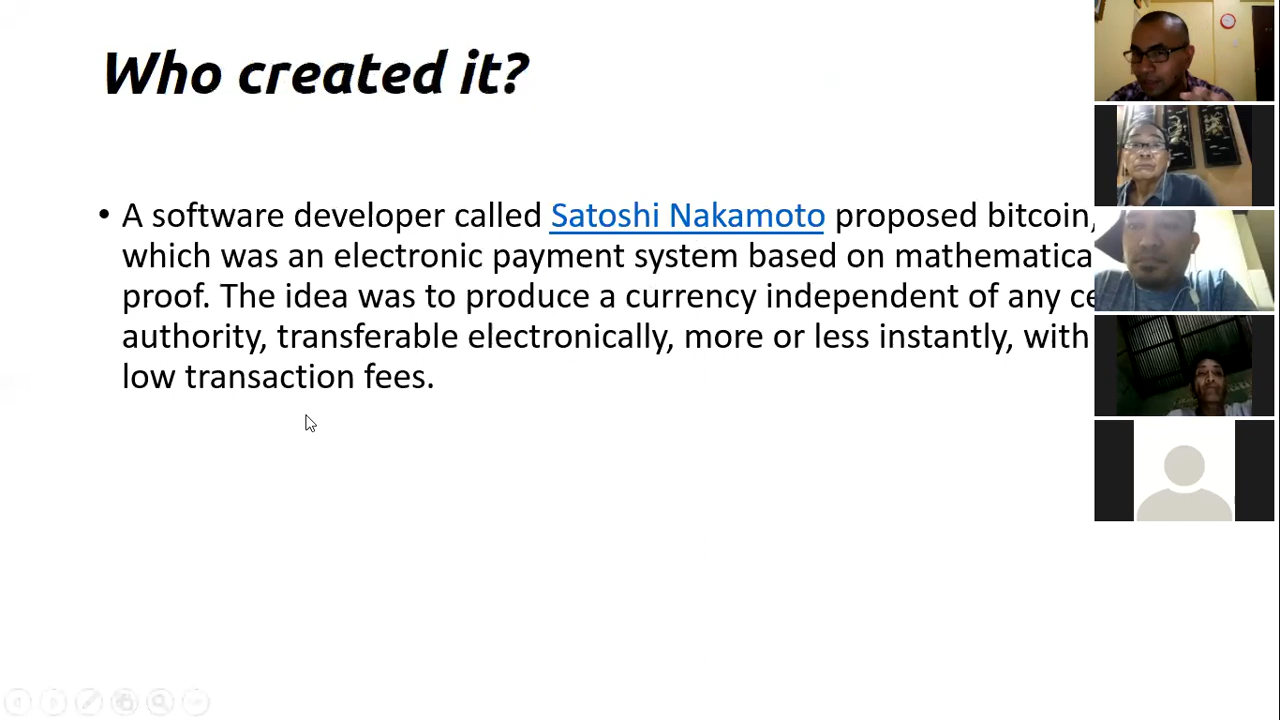 Who created it?
• A software developer called Satoshi Nakamoto proposed bitcoin,
which was an electronic payment system based on mathematica
proof. The idea was to produce a currency independent of any ce
authority, transferable electronically, more or less instantly, with
low transaction fees.